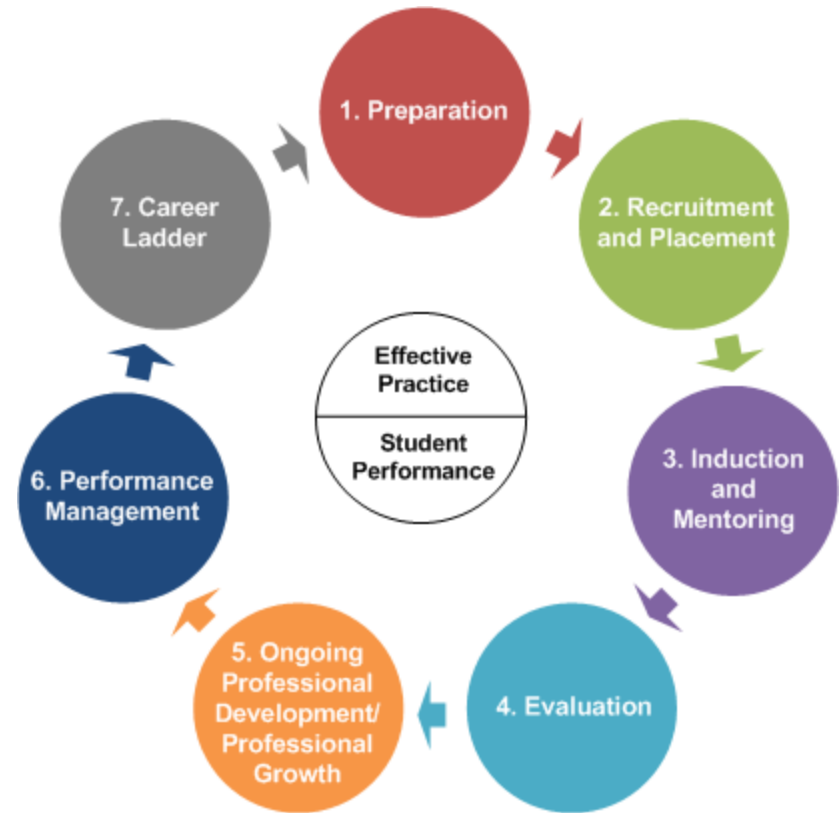 1. Preparation
2. Recruitment
and Placement
3. Induction
and
Mentoring
4. Evaluation
5. Ongoing
Professional
Development/
Professional
Growth
6. Performance
Management
7. Career
Ladder
Effective
Practice
Student
Performance